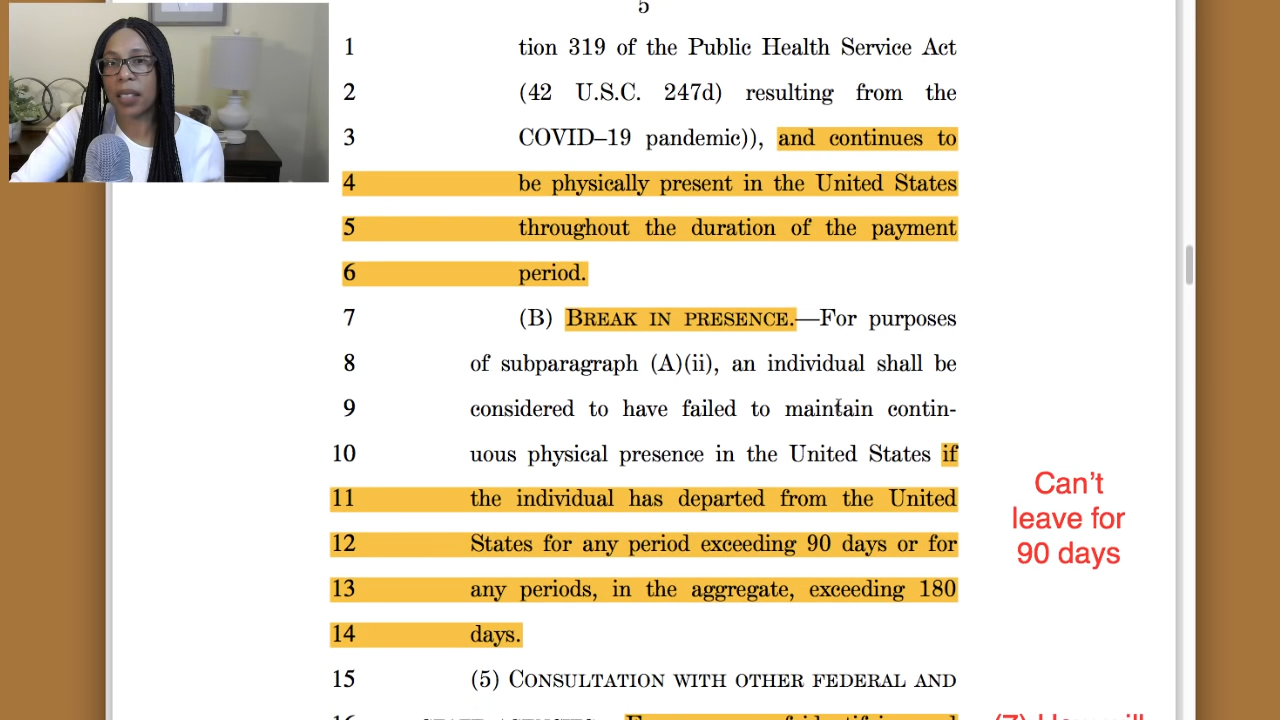 5
1 tion 319 of the Public Health Service Act
2 (42 U.S.C. 247d) resulting from the
3 COVID–19 pandemic)), and continues to
4 be physically present in the United States
5 throughout the duration of the payment
6 period.
7 (B) BREAK IN PRESENCE.—For purposes
8 of subparagraph (A)(ii), an individual shall be
9 considered to have failed to maintain contin-
10 uous physical presence in the United States if
11 the individual has departed from the United
12 States for any period exceeding 90 days or for
13 any periods, in the aggregate, exceeding 180
14 days.
Can't
leave for
90 days
15 (5) CONSULTATION WITH OTHER FEDERAL AND